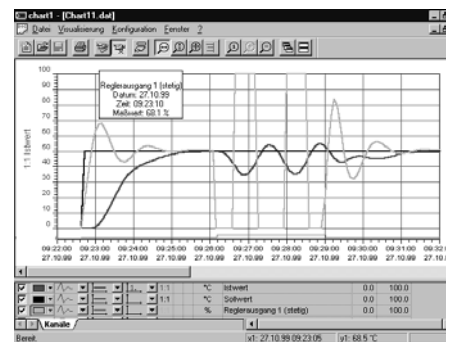 chart1 - [Chart11.dat]
Datei Visualisierung Konfiguration Fenster ?
100
90
80
70
60
50
40
30
20
10
0
1:1 Istwert
Reglerausgang 1 (stetig)
Datum: 27.10.99
Zeit: 09:23:10
Meßwert: 68.1 %
09:22:00 09:23:00 09:24:00 09:25:00 09:26:00 09:27:00 09:28:00 09:29:00 09:30:00 09:31:00 09:32:
27.10.99 27.10.99 27.10.99 27.10.99 27.10.99 27.10.99 27.10.99 27.10.99 27.10.99 27.10.99 27.10.
1:1 °C Istwert 0.0 100.0
1:1 °C Sollwert 0.0 100.0
% Reglerausgang 1 (stetig) 0.0 100.0
Kanäle
Bereit. x1: 27.10.99 09:23:05 y1: 68.5 °C